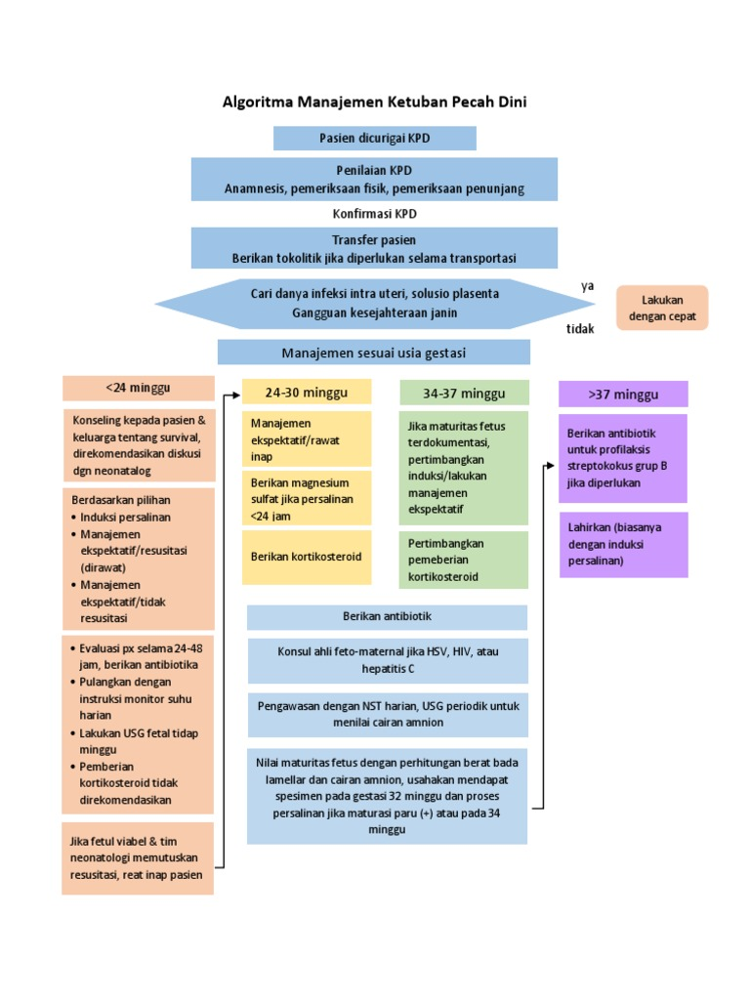 Algoritma Manajemen Ketuban Pecah Dini
Pasien dicurigai KPD
Penilaian KPD
Anamnesis, pemeriksaan fisik, pemeriksaan penunjang
Konfirmasi KPD
Transfer pasien
Berikan tokolitik jika diperlukan selama transportasi
Cari danya infeksi intra uteri, solusio plasenta
Gangguan kesejahteraan janin
ya
tidak
Lakukan
dengan cepat
Manajemen sesuai usia gestasi
<24 minggu
Konseling kepada pasien &
keluarga tentang survival,
direkomendasikan diskusi
dgn neonatalog
Berdasarkan pilihan
• Induksi persalinan
• Manajemen
ekspektatif/resusitasi
(dirawat)
• Manajemen
ekspektatif/tidak
resusitasi
• Evaluasi px selama 24-48
jam, berikan antibiotika
• Pulangkan dengan
instruksi monitor suhu
harian
• Lakukan USG fetal tidap
minggu
• Pemberian
kortikosteroid tidak
direkomendasikan
Jika fetul viabel & tim
neonatologi memutuskan
resusitasi, reat inap pasien
24-30 minggu
Manajemen
ekspektatif/rawat
inap
Berikan magnesium
sulfat jika persalinan
<24 jam
Berikan kortikosteroid
34-37 minggu
Jika maturitas fetus
terdokumentasi,
pertimbangkan
induksi/lakukan
manajemen
ekspektatif
Pertimbangkan
pemeberian
kortikosteroid
>37 minggu
Berikan antibiotik
untuk profilaksis
streptokokus grup B
jika diperlukan
Lahirkan (biasanya
dengan induksi
persalinan)
Berikan antibiotik
Konsul ahli feto-maternal jika HSV, HIV, atau
hepatitis C
Pengawasan dengan NST harian, USG periodik untuk
menilai cairan amnion
Nilai maturitas fetus dengan perhitungan berat bada
lamellar dan cairan amnion, usahakan mendapat
spesimen pada gestasi 32 minggu dan proses
persalinan jika maturasi paru (+) atau pada 34
minggu